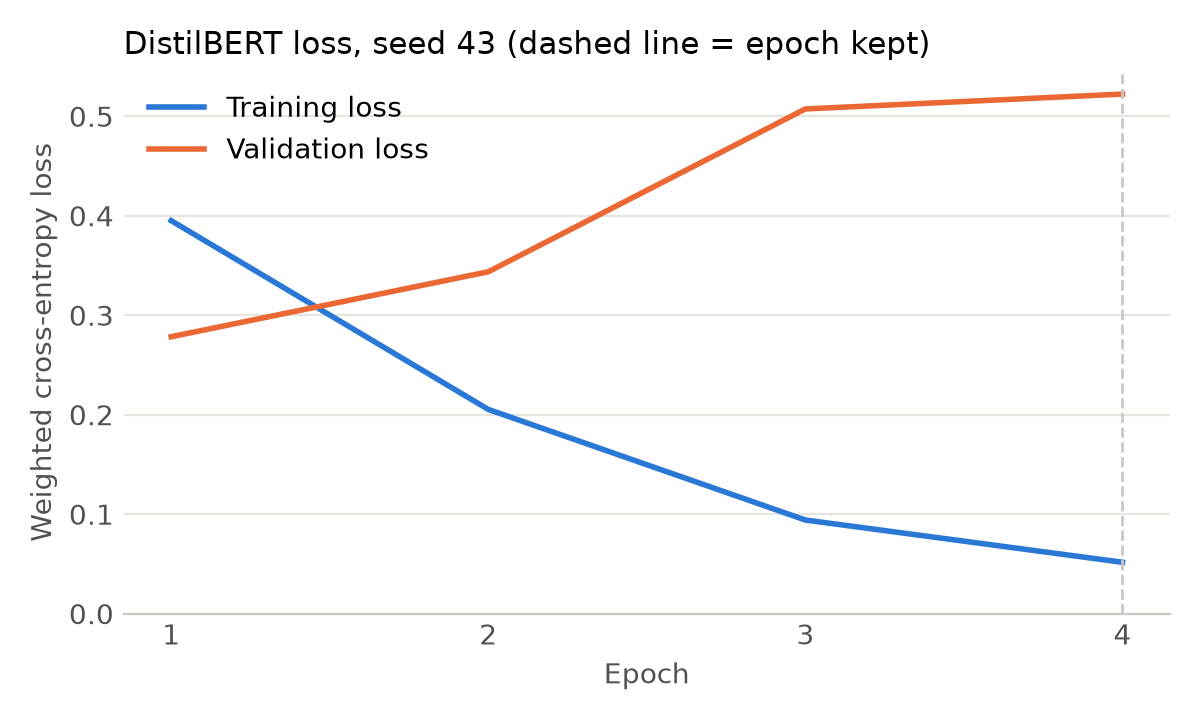 DistilBERT loss, seed 43 (dashed line = epoch kept)
Training loss
Validation loss
Weighted cross-entropy loss
0.5
0.4
0.3
0.2
0.1
0.0
1 2 3 4
Epoch